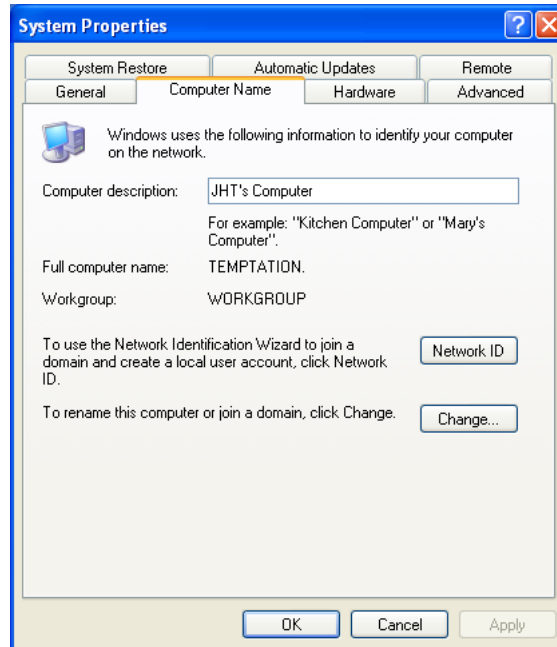 System Properties
System Restore
Automatic Updates
Remote
General
Computer Name
Hardware
Advanced
Windows uses the following information to identify your computer
on the network.
Computer description:
JHT's Computer
For example: "Kitchen Computer" or "Mary's
Computer".
Full computer name:
TEMPTATION.
Workgroup:
WORKGROUP
To use the Network Identification Wizard to join a
domain and create a local user account, click Network
ID.
Network ID
To rename this computer or join a domain, click Change.
Change...
OK
Cancel
Apply